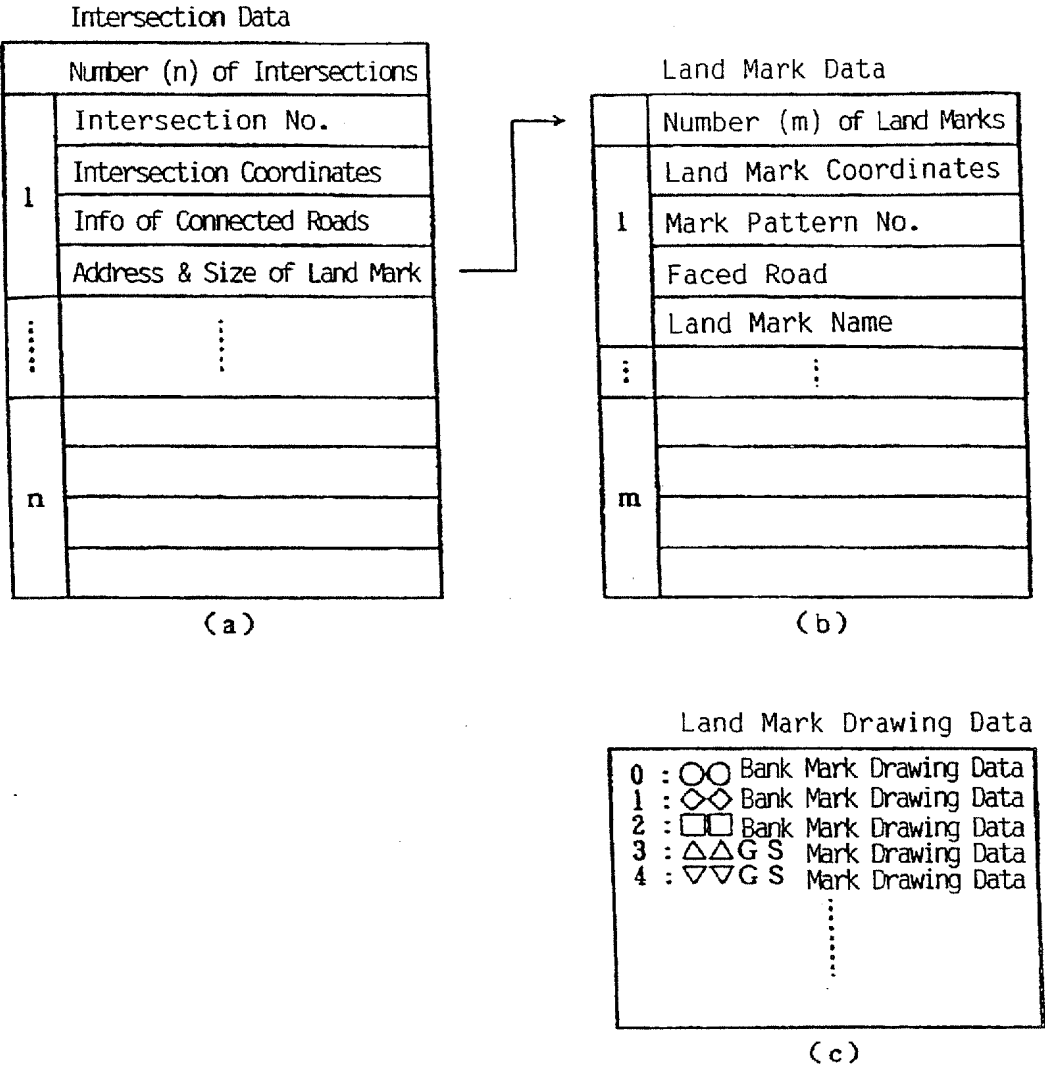 Intersection Data
Number (n) of Intersections
1
Intersection No.
Intersection Coordinates
Info of Connected Roads
Address & Size of Land Mark
n
(a)
Land Mark Data
Number (m) of Land Marks
1
Land Mark Coordinates
Mark Pattern No.
Faced Road
Land Mark Name
m
(b)
Land Mark Drawing Data
0 : ○○ Bank Mark Drawing Data
1 : ◇◇ Bank Mark Drawing Data
2 : □□ Bank Mark Drawing Data
3 : △△ G S Mark Drawing Data
4 : ▽▽ G S Mark Drawing Data
(c)